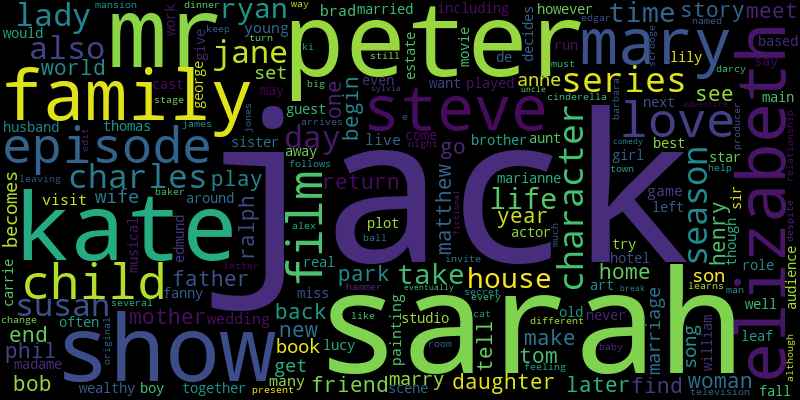 lady mr peter ryan brad married including however edgar way dinner mansion
would work time story meet
also jane george give young turn ki still movie estate de decides run named scrooge lily based
world set cast may big even want played anne mary must darcy say
family guest one begin steve series barbara cinderella adventure
husband thomas stage james jones keep arrives day come uncle sylvia e love next see main
episode sister away live night go brother aunt girl best star producer
leaving edit baker follows return matthew marianne character comedy town help relationship
becomes visit charles play wife around ralph jack life year season game left sir elizabeth
kate musical edmund film plot actor henry though despite
carrie child father alex real ball fictional much try hotel audience
fanny letter miss park take house home son role
susan hammer eventually invite secret every art break learns man
change several mother wedding back like studio painting cat different never marriage song william well
end often show new lucy room tell make old baby leaf although
phil original book sarah feeling tom woman television
madame get
bob wealthy boy together present many friend marry scene daughter later find fall